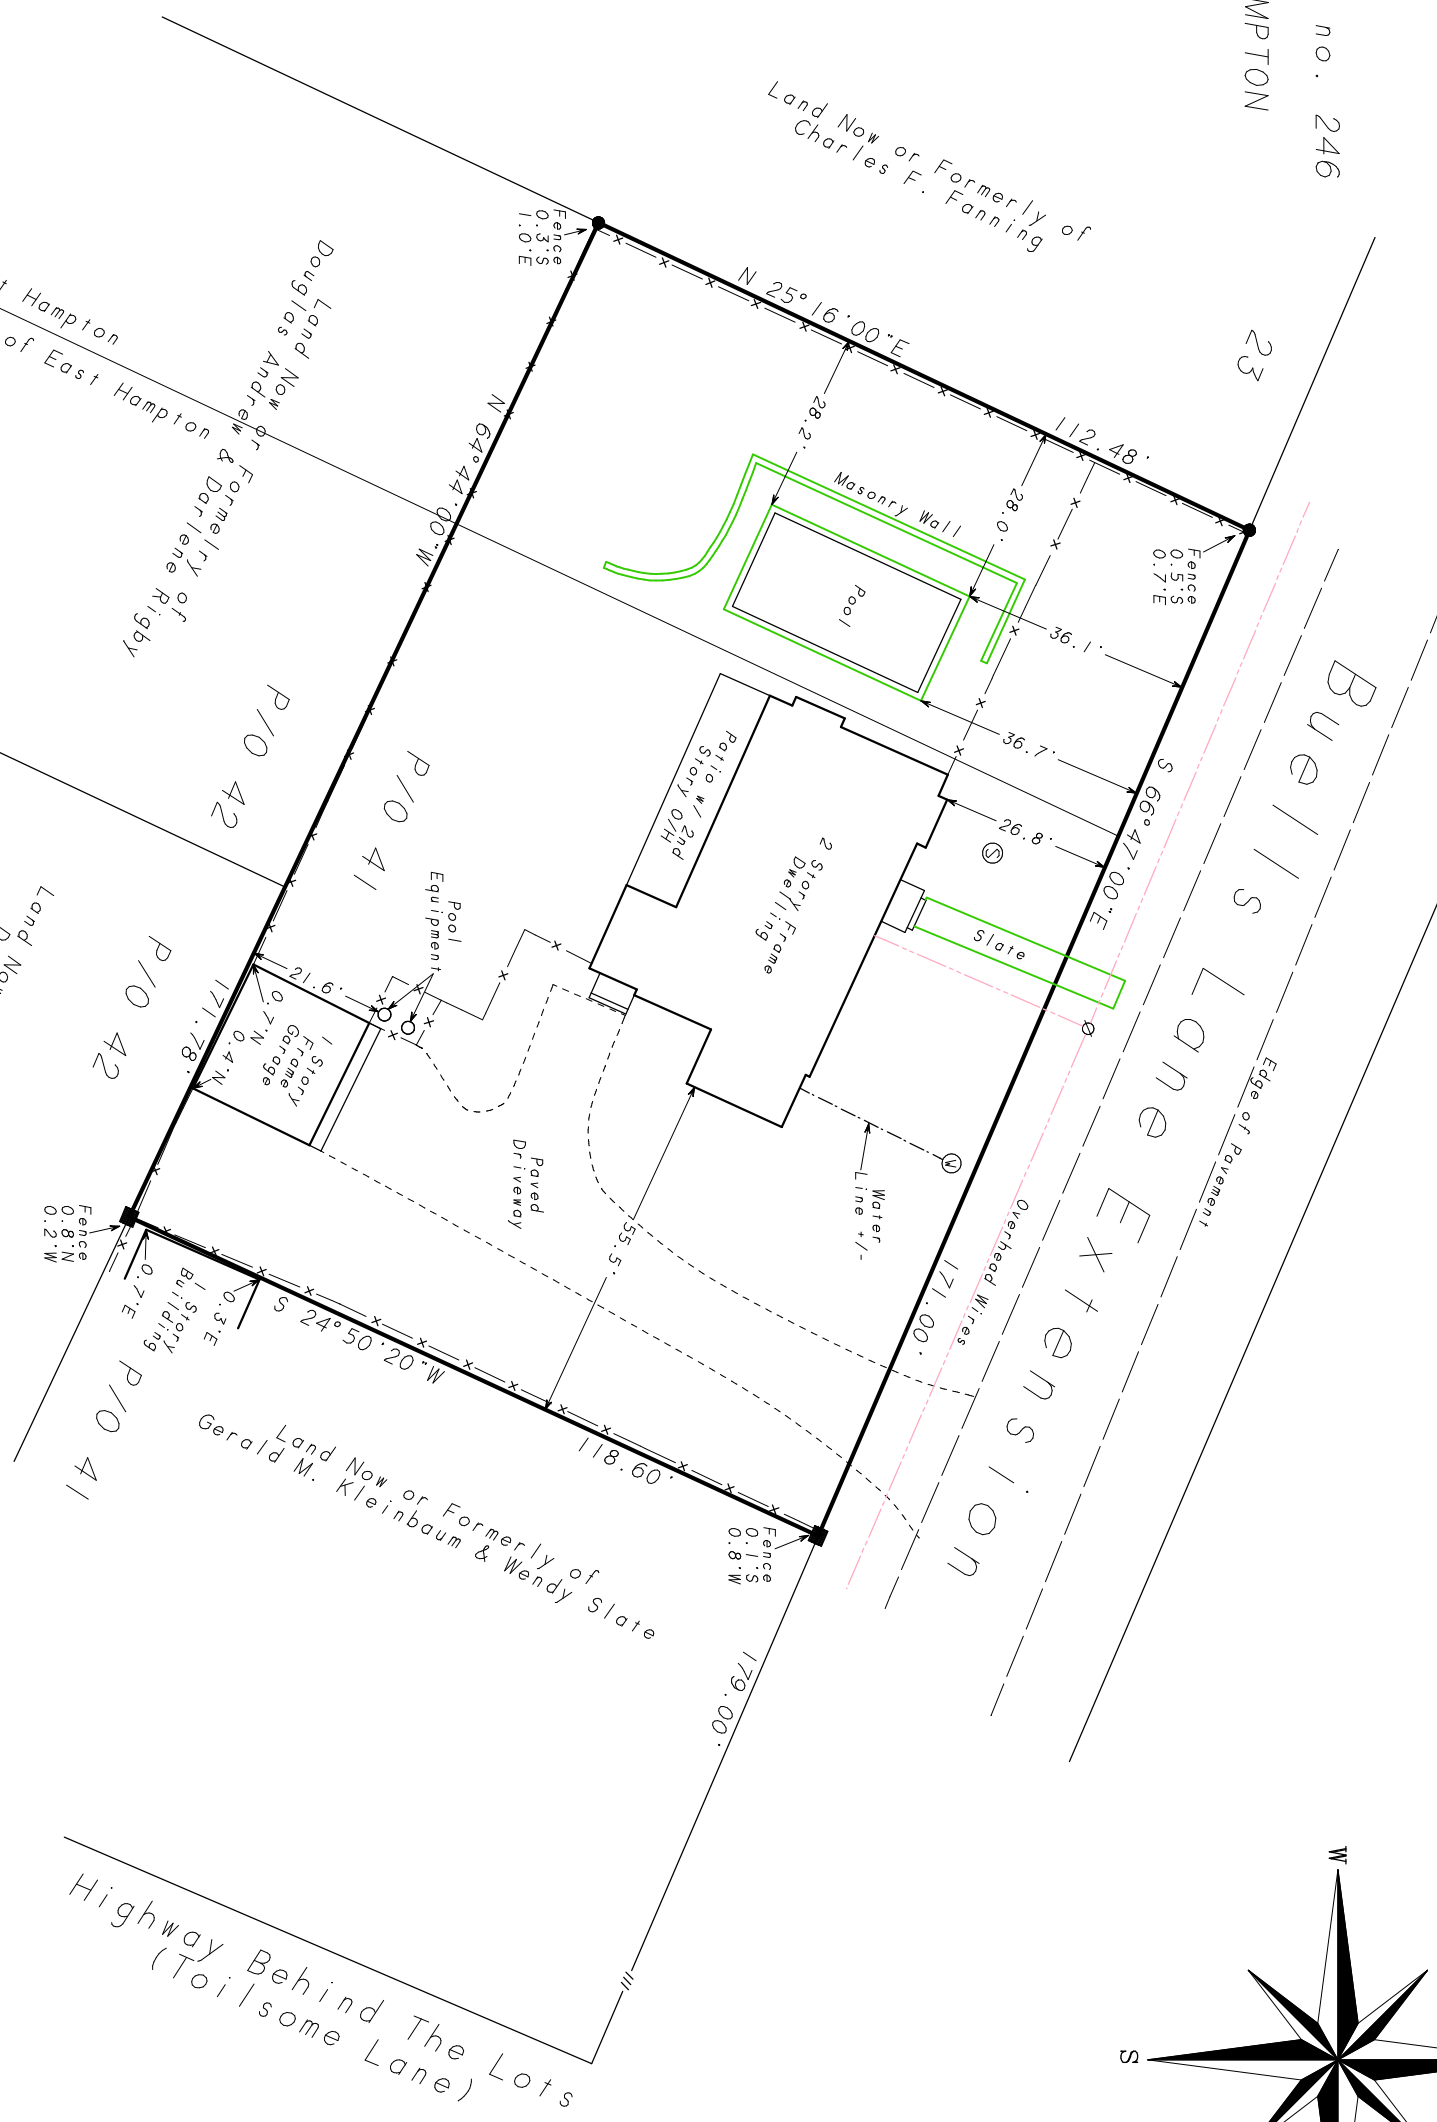 no. 246
MPTON
Land Now or Formerly of
Charles F. Fanning
23
Fence
0.3'S
1.0'E
N 25°16'00"E
112.48'
Fence
0.5'S
0.7'E
t Hampton
of East Hampton
Land Now or Formelry of
Douglas Andrew & Darlene Rigby
N 64°44'00"W
171.78'
28.2'
28.0'
Masonry Wall
Pool
36.1'
36.7'
26.8'
S 66°47'00"E
171.00'
Buells Lane Extension
Edge of Pavement
Overhead Wires
P/O 42
P/O 41
P/O 42
Land Now
Patio w/ 2nd
Story O/H
2 Story Frame
Dwelling
S
Slate
Pool
Equipment
21.6'
0.7'N
0.4'N
1 Story
Frame
Garage
Paved
Driveway
W
Water
Line +/-
55.5'
Fence
0.8'N
0.2'W
0.7'E
0.3'E
1 Story
Building
P/O 41
S 24°50'20"W
118.60'
Land Now or Formerly of
Gerald M. Kleinbaum & Wendy Slate
Fence
0.1'S
0.8'W
179.00'
Highway Behind The Lots
(Toilsome Lane)
W
S